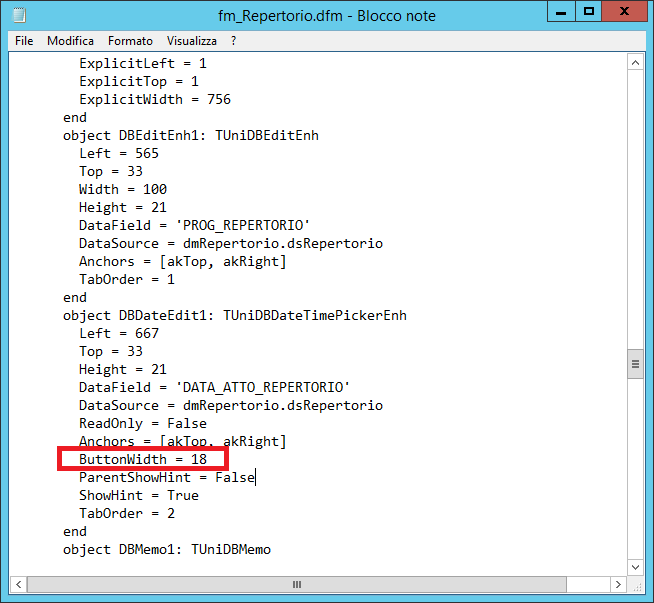 fm_Repertorio.dfm - Blocco note
File Modifica Formato Visualizza ?
ExplicitLeft = 1
ExplicitTop = 1
ExplicitWidth = 756
end
object DBEditEnh1: TUniDBEditEnh
Left = 565
Top = 33
Width = 100
Height = 21
DataField = 'PROG_REPERTORIO'
DataSource = dmRepertorio.dsRepertorio
Anchors = [akTop, akRight]
TabOrder = 1
end
object DBDateEdit1: TUniDBDateTimePickerEnh
Left = 667
Top = 33
Height = 21
DataField = 'DATA_ATTO_REPERTORIO'
DataSource = dmRepertorio.dsRepertorio
ReadOnly = False
Anchors = [akTop, akRight]
ButtonWidth = 18
ParentShowHint = False
ShowHint = True
TabOrder = 2
end
object DBMemo1: TUniDBMemo